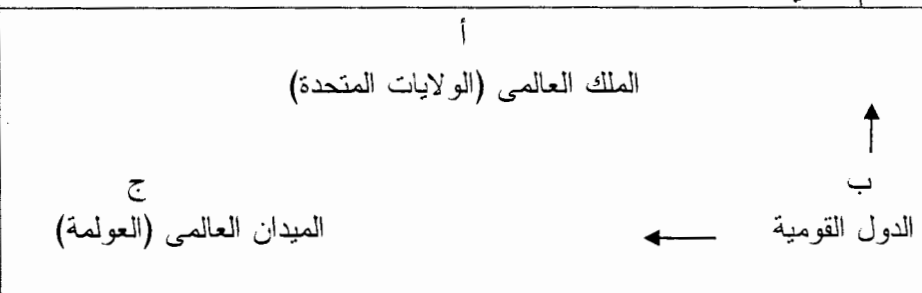 أ
الملك العالمى (الولايات المتحدة)
ب
ج
الدول القومية
الميدان العالمى (العولمة)